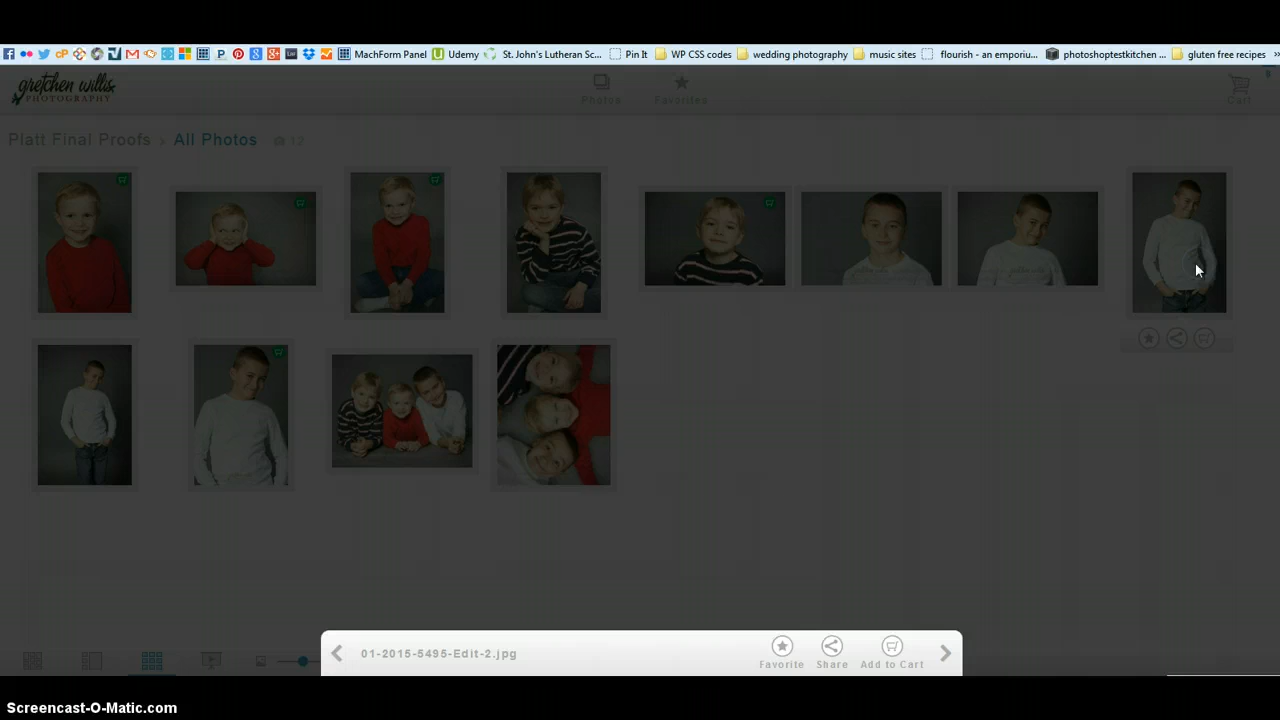 MachForm Panel Udemy St. John's Lutheran Sc... Pin It WP CSS codes wedding photography music sites flourish - an emporiu... photoshoptestkitchen ... gluten free recipes »
gretchen willis
PHOTOGRAPHY
Photos Favorites Cart
Platt Final Proofs › All Photos 12
01-2015-5495-Edit-2.jpg
Favorite Share Add to Cart
Screencast-O-Matic.com